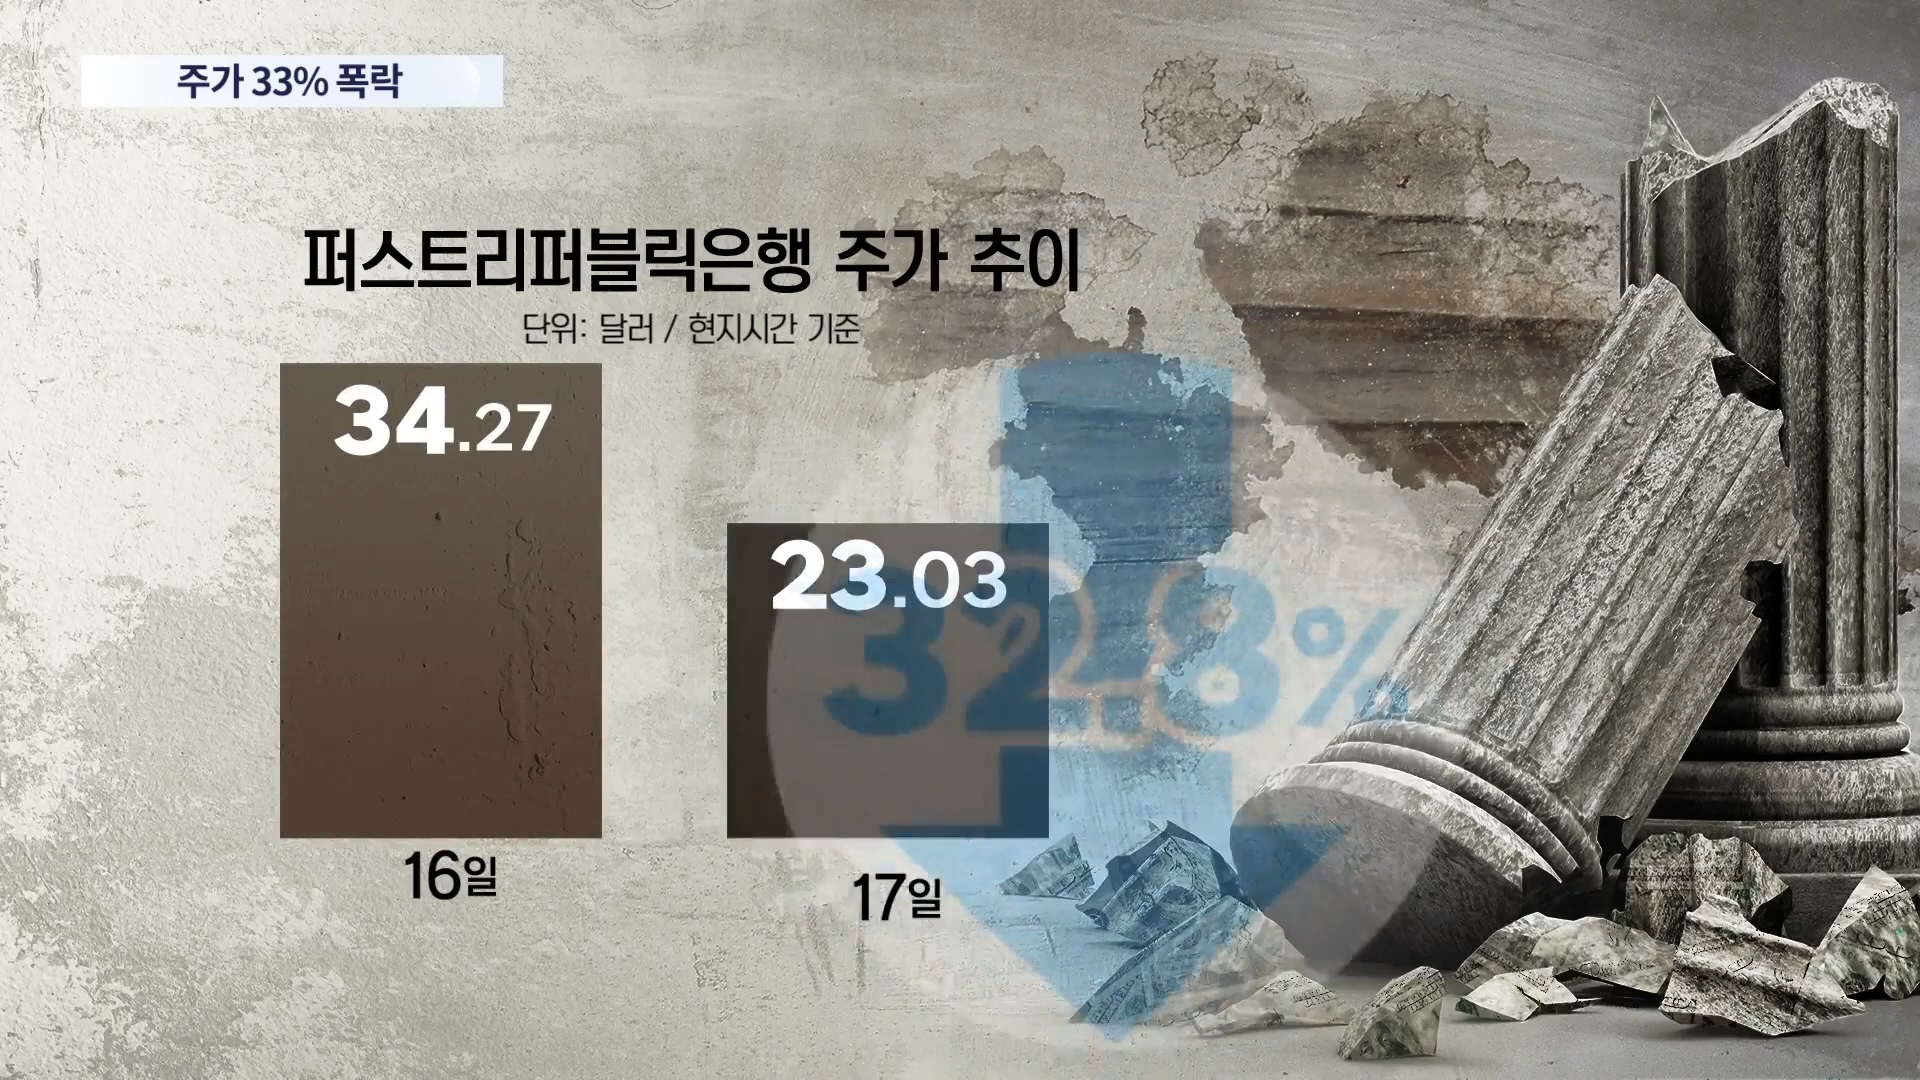 주가 33% 폭락
퍼스트리퍼블릭은행 주가 추이
단위: 달러 / 현지시간 기준
34.27
23.03
32.8%
16일
17일